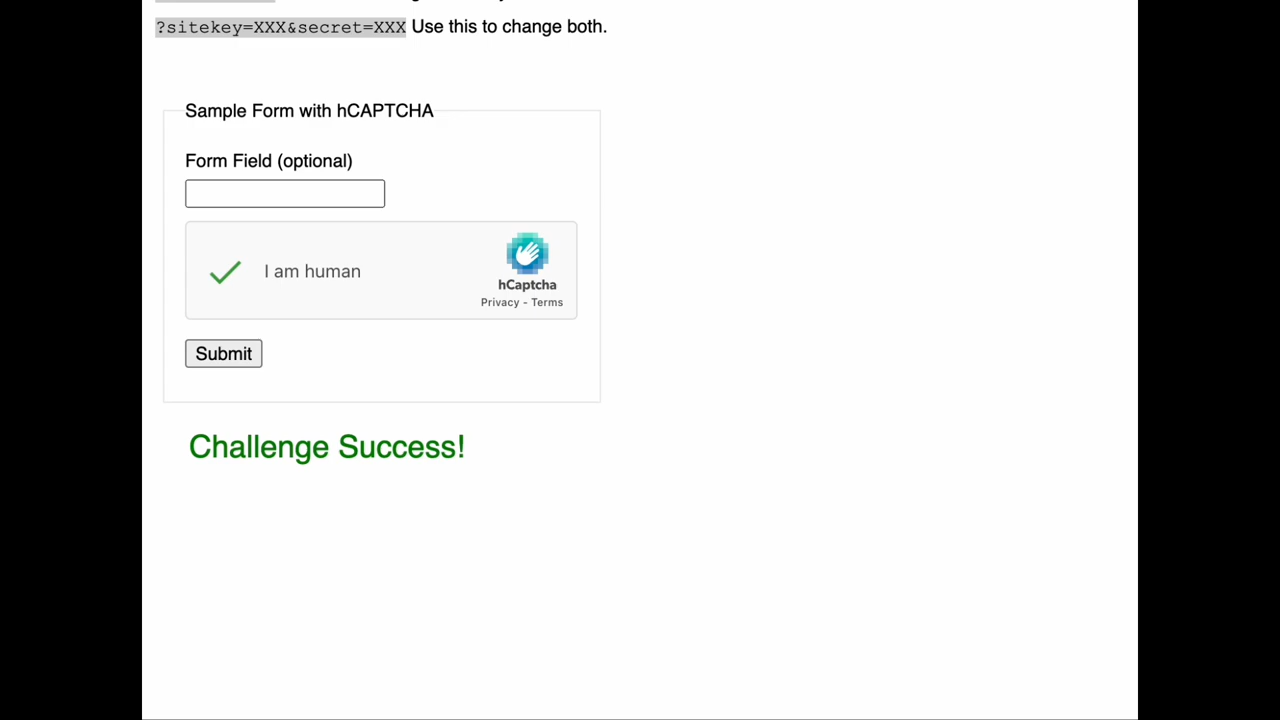 ?sitekey=XXX&secret=XXX Use this to change both.
Sample Form with hCAPTCHA
Form Field (optional)
I am human
hCaptcha
Privacy - Terms
Submit
Challenge Success!